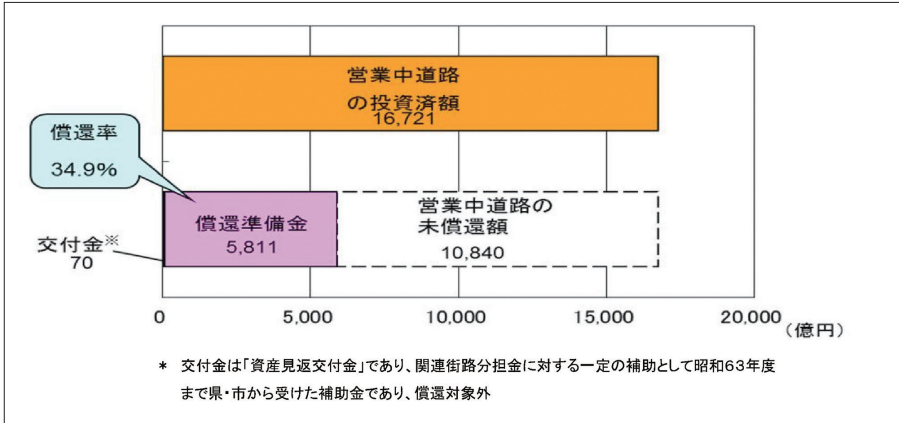 営業中道路
の投資済額
16,721
償還率
34.9%
償還準備金
5,811
営業中道路の
未償還額
10,840
交付金※
70
0
5,000
10,000
15,000
20,000
(億円)
* 交付金は「資産見返交付金」であり、関連街路分担金に対する一定の補助として昭和63年度
まで県・市から受けた補助金であり、償還対象外